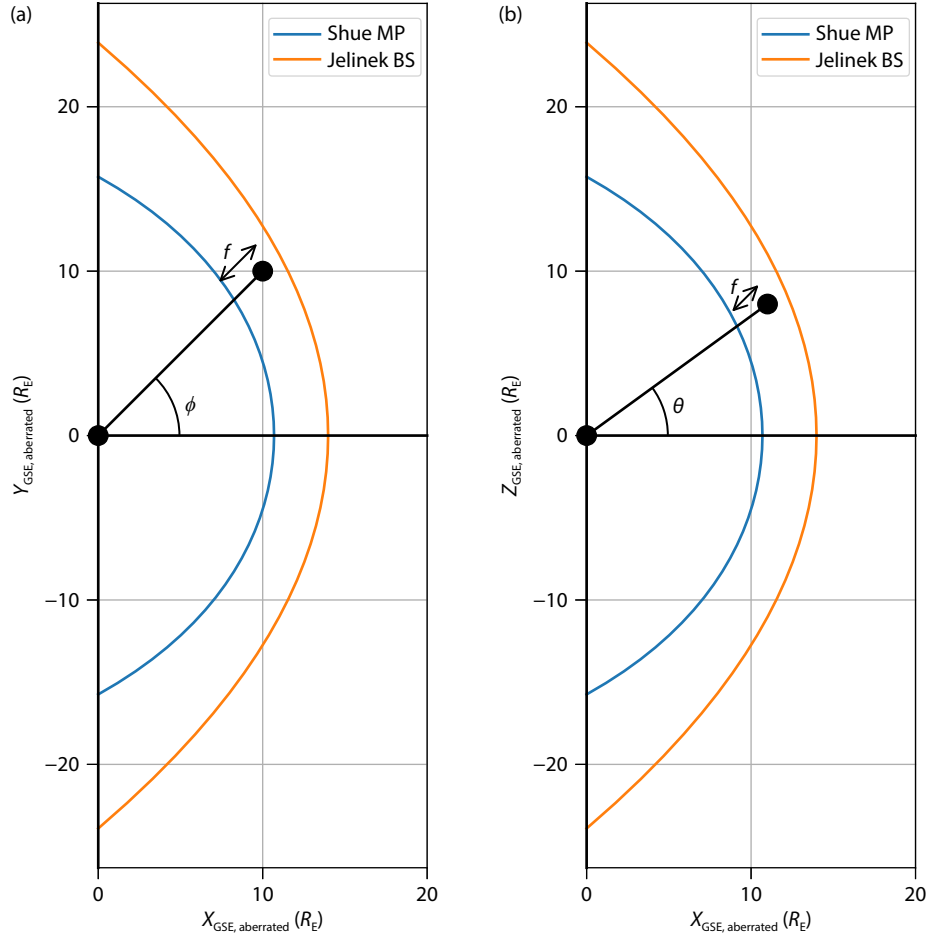 (a)
Shue MP
Jelinek BS
20
10
0
−10
−20
f
ϕ
Y_GSE, aberrated (R_E)
0
10
20
X_GSE, aberrated (R_E)
(b)
Shue MP
Jelinek BS
20
10
0
−10
−20
f
θ
Z_GSE, aberrated (R_E)
0
10
20
X_GSE, aberrated (R_E)